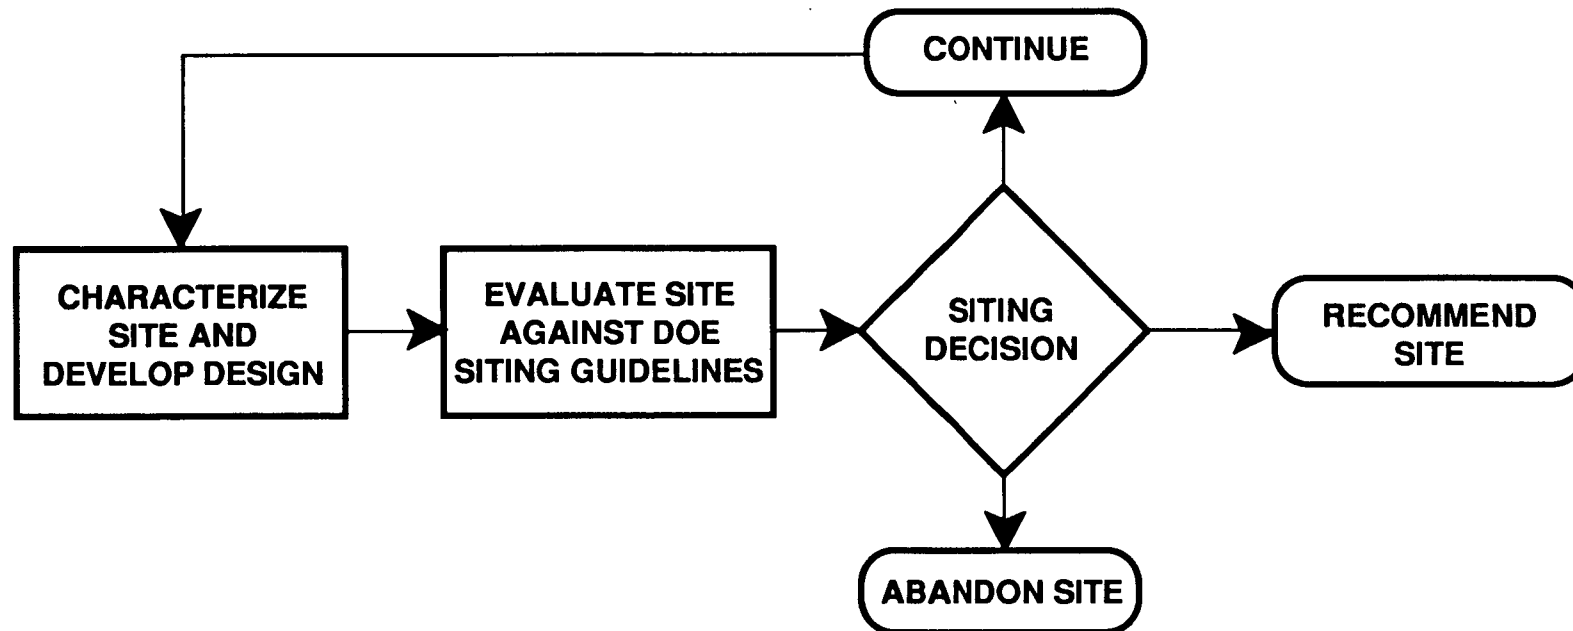 CONTINUE
CHARACTERIZE
SITE AND
DEVELOP DESIGN
EVALUATE SITE
AGAINST DOE
SITING GUIDELINES
SITING
DECISION
RECOMMEND
SITE
ABANDON SITE